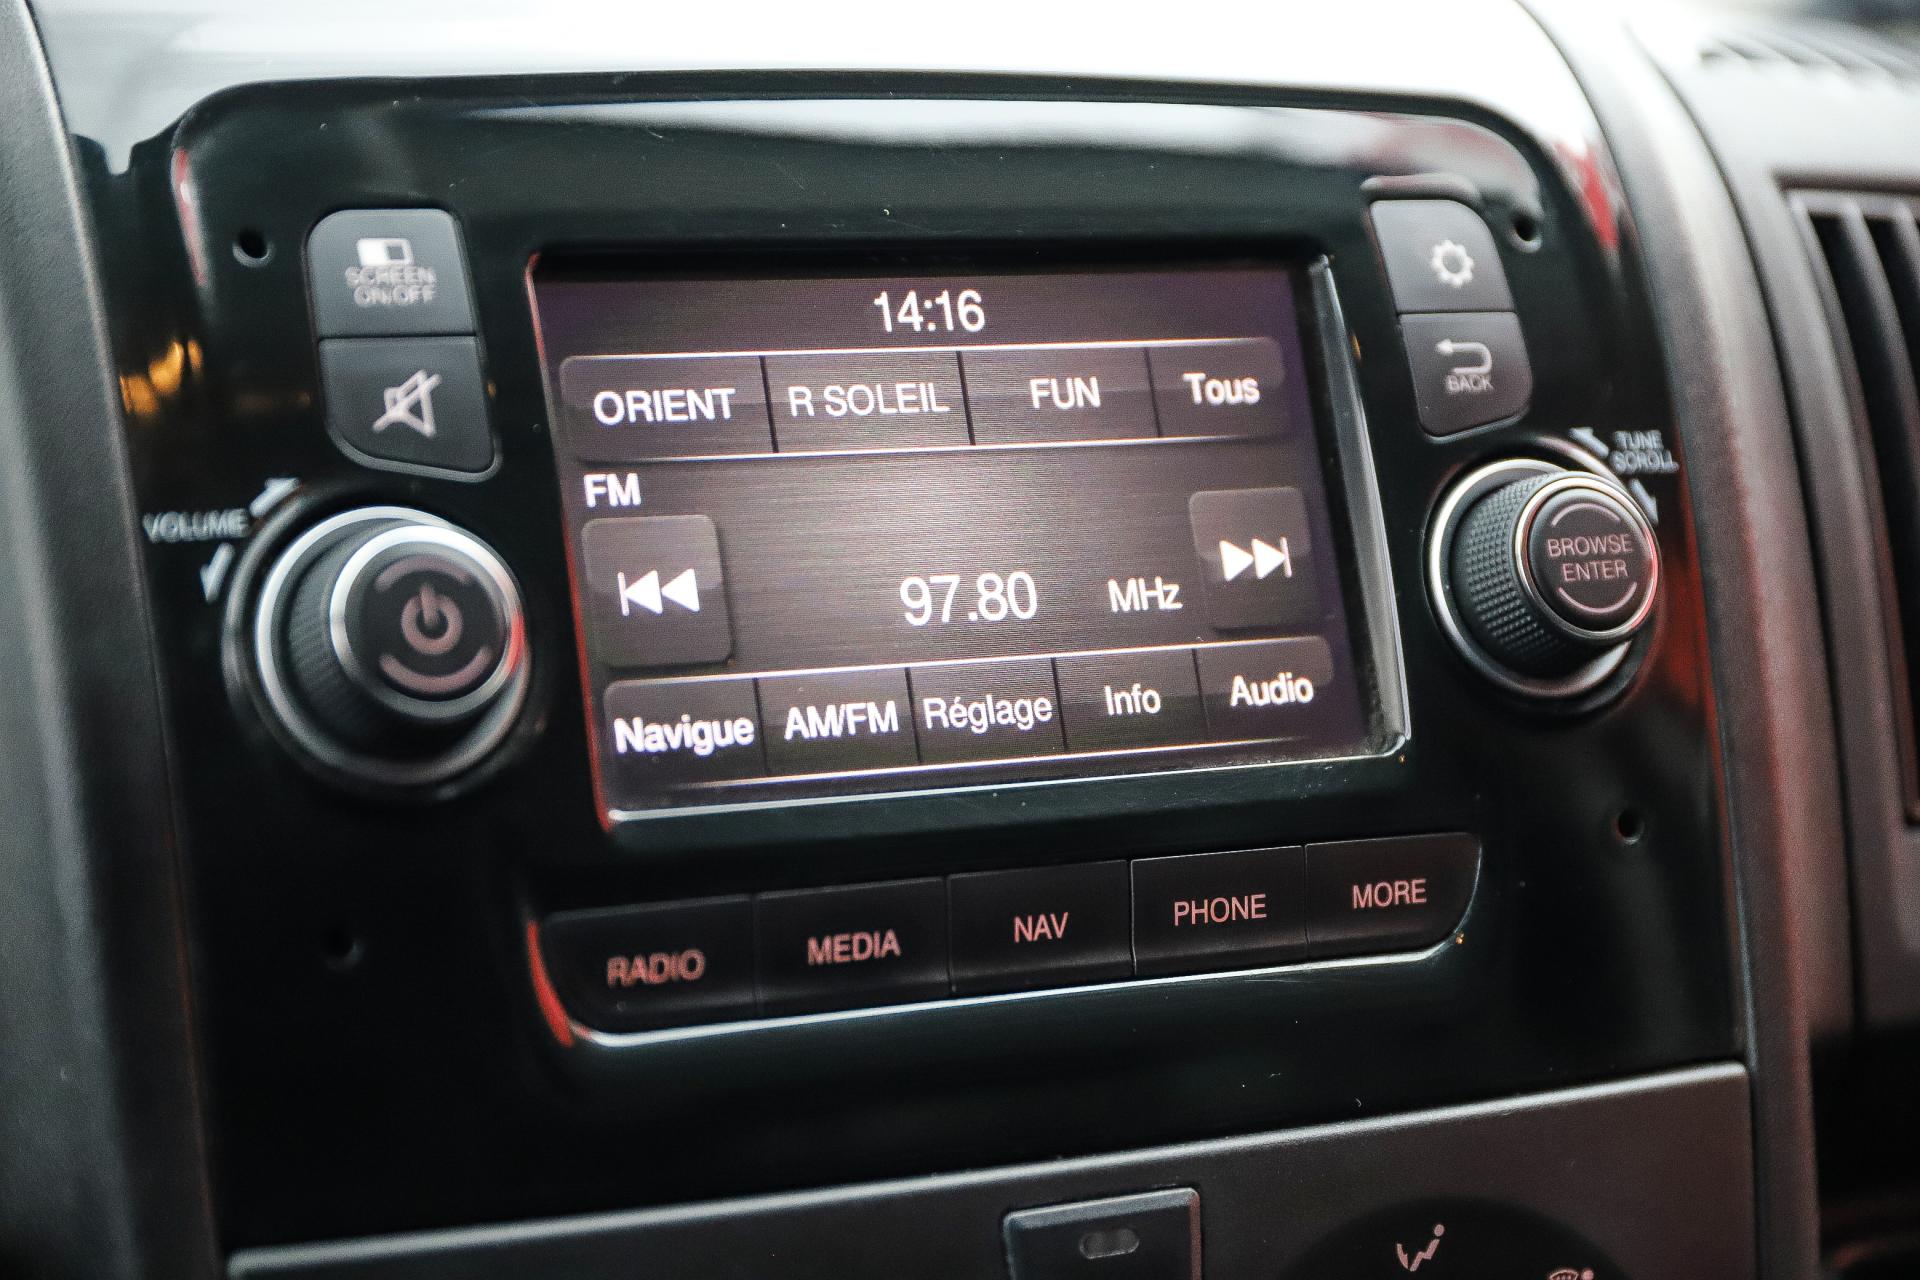 SCREEN
ON/OFF
VOLUME
14:16
ORIENT R SOLEIL FUN Tous
FM
97.80 MHz
Navigue AM/FM Réglage Info Audio
BACK
TUNE
SCROLL
BROWSE
ENTER
RADIO MEDIA NAV PHONE MORE